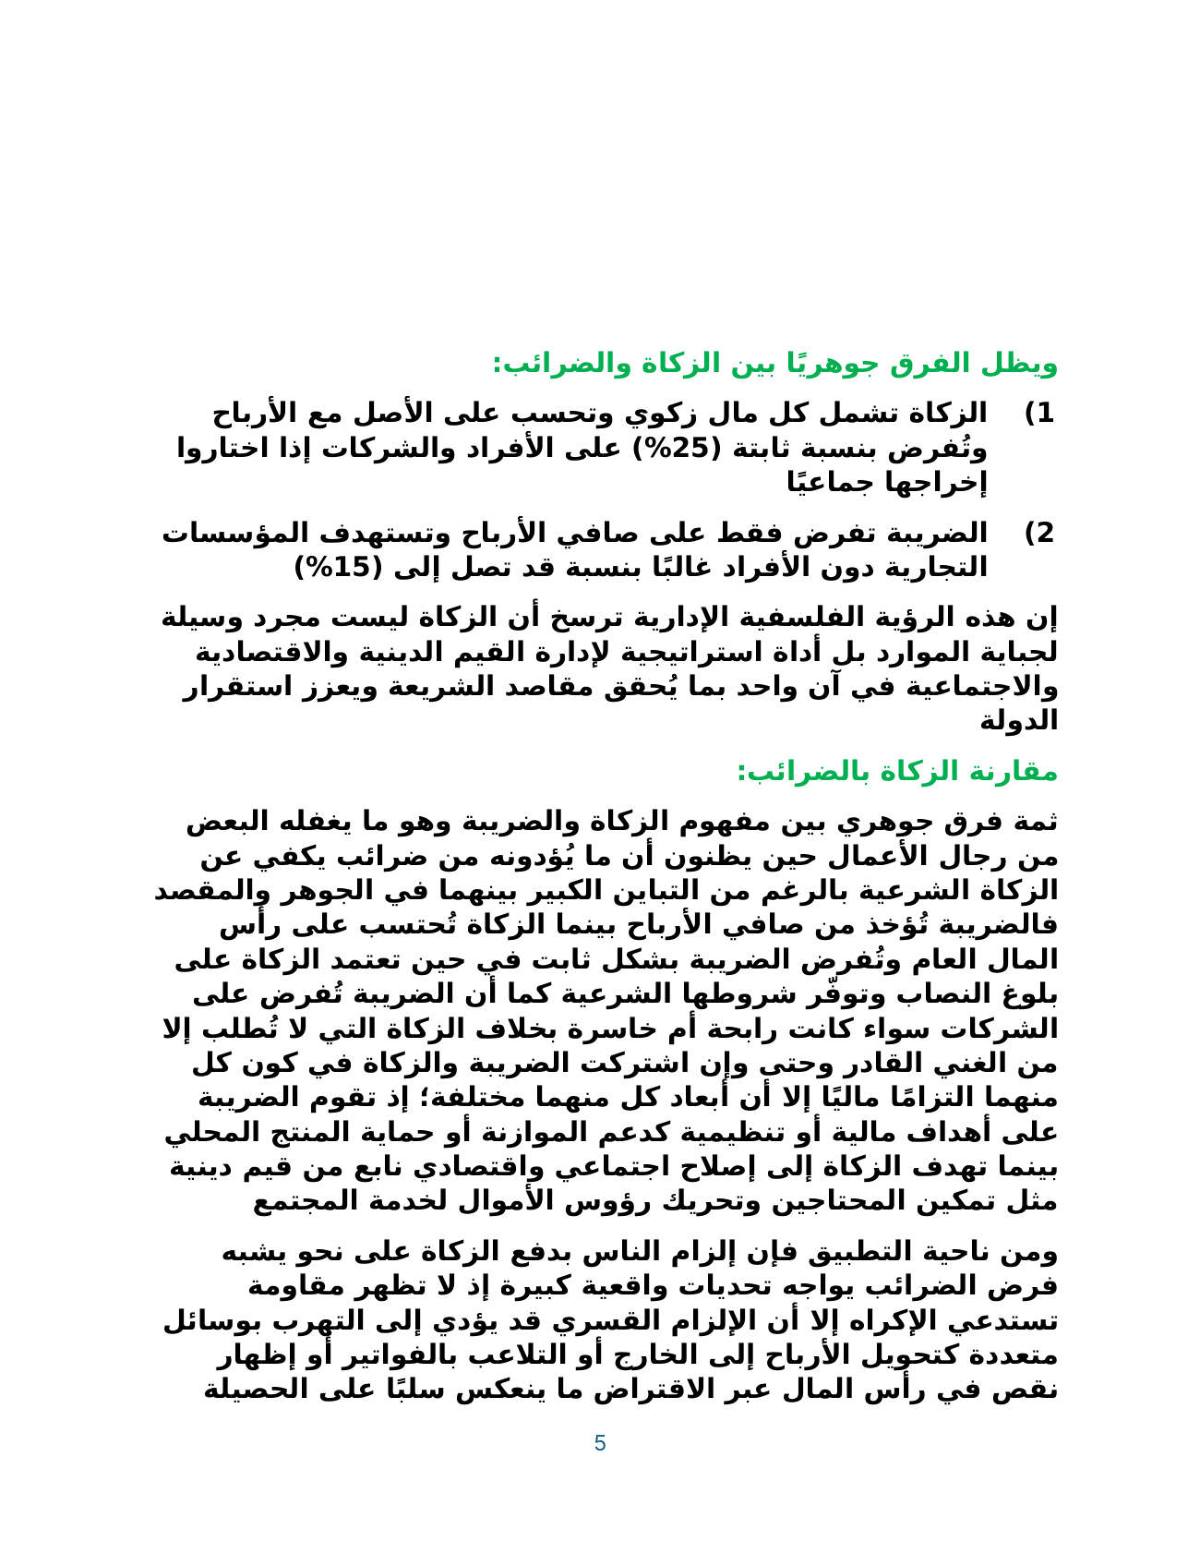 ويظل الفرق جوهريًا بين الزكاة والضرائب:
1) الزكاة تشمل كل مال زكوي وتحسب على الأصل مع الأرباح
وتُفرض بنسبة ثابتة (25%) على الأفراد والشركات إذا اختاروا
إخراجها جماعيًا
2) الضريبة تفرض فقط على صافي الأرباح وتستهدف المؤسسات
التجارية دون الأفراد غالبًا بنسبة قد تصل إلى (15%)
إن هذه الرؤية الفلسفية الإدارية ترسخ أن الزكاة ليست مجرد وسيلة
لجباية الموارد بل أداة استراتيجية لإدارة القيم الدينية والاقتصادية
والاجتماعية في آن واحد بما يُحقق مقاصد الشريعة ويعزز استقرار
الدولة
مقارنة الزكاة بالضرائب:
ثمة فرق جوهري بين مفهوم الزكاة والضريبة وهو ما يغفله البعض
من رجال الأعمال حين يظنون أن ما يُؤدونه من ضرائب يكفي عن
الزكاة الشرعية بالرغم من التباين الكبير بينهما في الجوهر والمقصد
فالضريبة تُؤخذ من صافي الأرباح بينما الزكاة تُحتسب على رأس
المال العام وتُفرض الضريبة بشكل ثابت في حين تعتمد الزكاة على
بلوغ النصاب وتوفّر شروطها الشرعية كما أن الضريبة تُفرض على
الشركات سواء كانت رابحة أم خاسرة بخلاف الزكاة التي لا تُطلب إلا
من الغني القادر وحتى وإن اشتركت الضريبة والزكاة في كون كل
منهما التزامًا ماليًا إلا أن أبعاد كل منهما مختلفة؛ إذ تقوم الضريبة
على أهداف مالية أو تنظيمية كدعم الموازنة أو حماية المنتج المحلي
بينما تهدف الزكاة إلى إصلاح اجتماعي واقتصادي نابع من قيم دينية
مثل تمكين المحتاجين وتحريك رؤوس الأموال لخدمة المجتمع
ومن ناحية التطبيق فإن إلزام الناس بدفع الزكاة على نحو يشبه
فرض الضرائب يواجه تحديات واقعية كبيرة إذ لا تظهر مقاومة
تستدعي الإكراه إلا أن الإلزام القسري قد يؤدي إلى التهرب بوسائل
متعددة كتحويل الأرباح إلى الخارج أو التلاعب بالفواتير أو إظهار
نقص في رأس المال عبر الاقتراض ما ينعكس سلبًا على الحصيلة
5